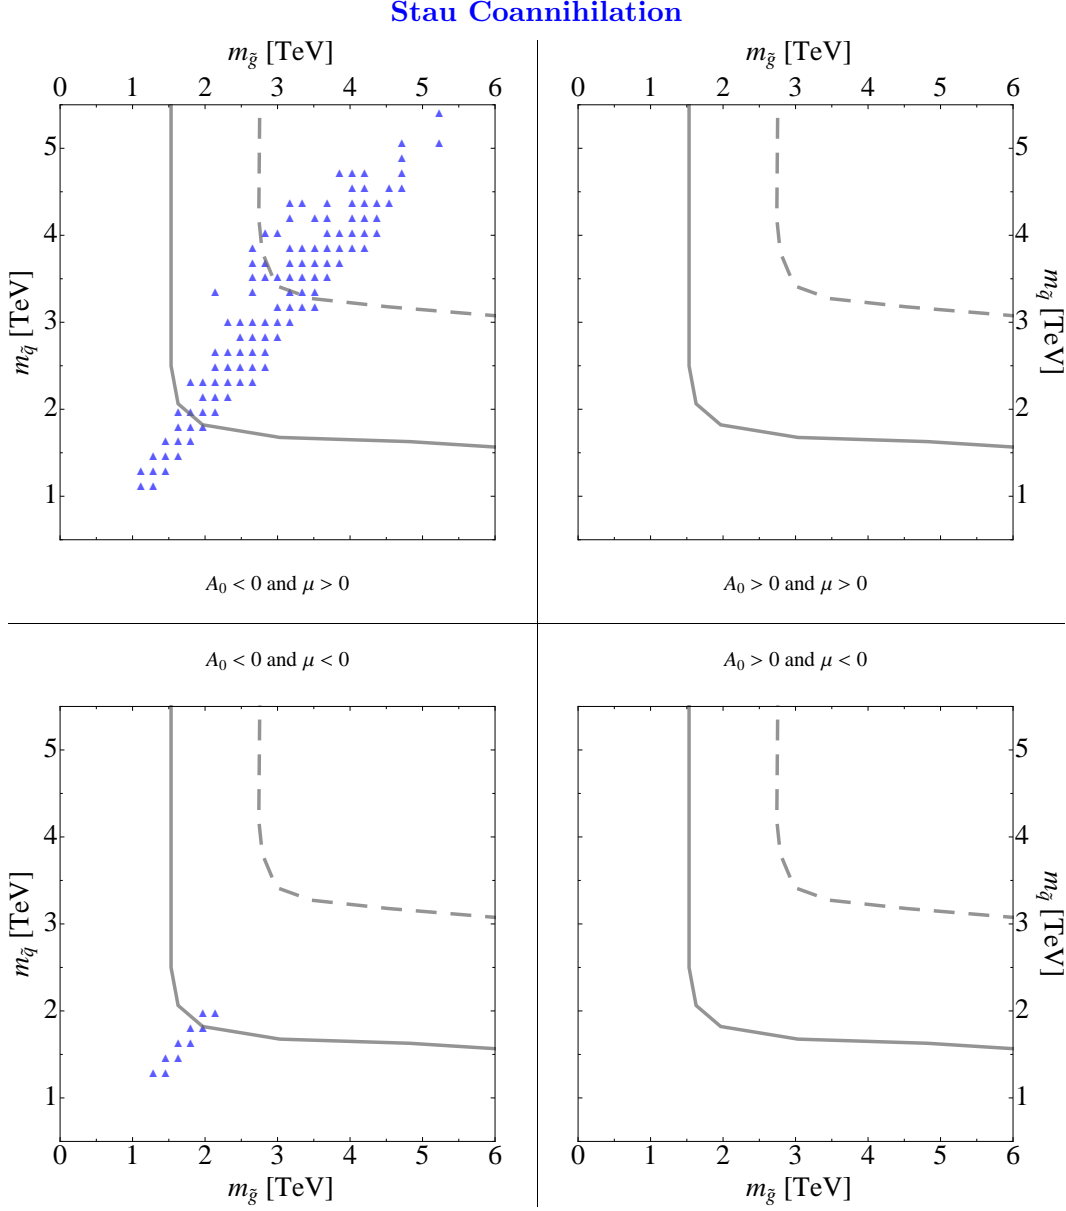 Stau Coannihilation
m_g̃ [TeV] m_g̃ [TeV]
0 1 2 3 4 5 6 0 1 2 3 4 5 6
5 5
4 4
m_q̃ [TeV] m_q̃ [TeV]
3 3
2 2
1 1
A₀ < 0 and μ > 0 A₀ > 0 and μ > 0
A₀ < 0 and μ < 0 A₀ > 0 and μ < 0
5 5
4 4
m_q̃ [TeV] m_q̃ [TeV]
3 3
2 2
1 1
0 1 2 3 4 5 6 0 1 2 3 4 5 6
m_g̃ [TeV] m_g̃ [TeV]